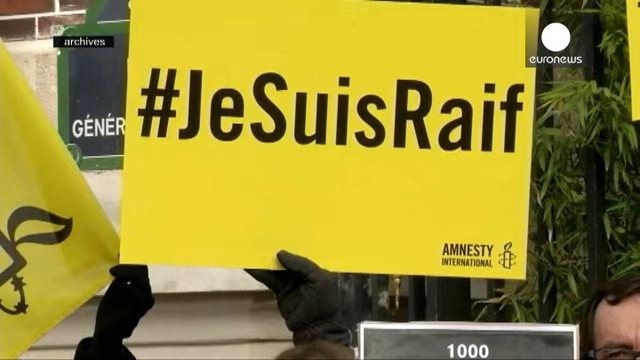 archives
euronews
GÉNÉR
#JeSuisRaif
AMNESTY
INTERNATIONAL
1000